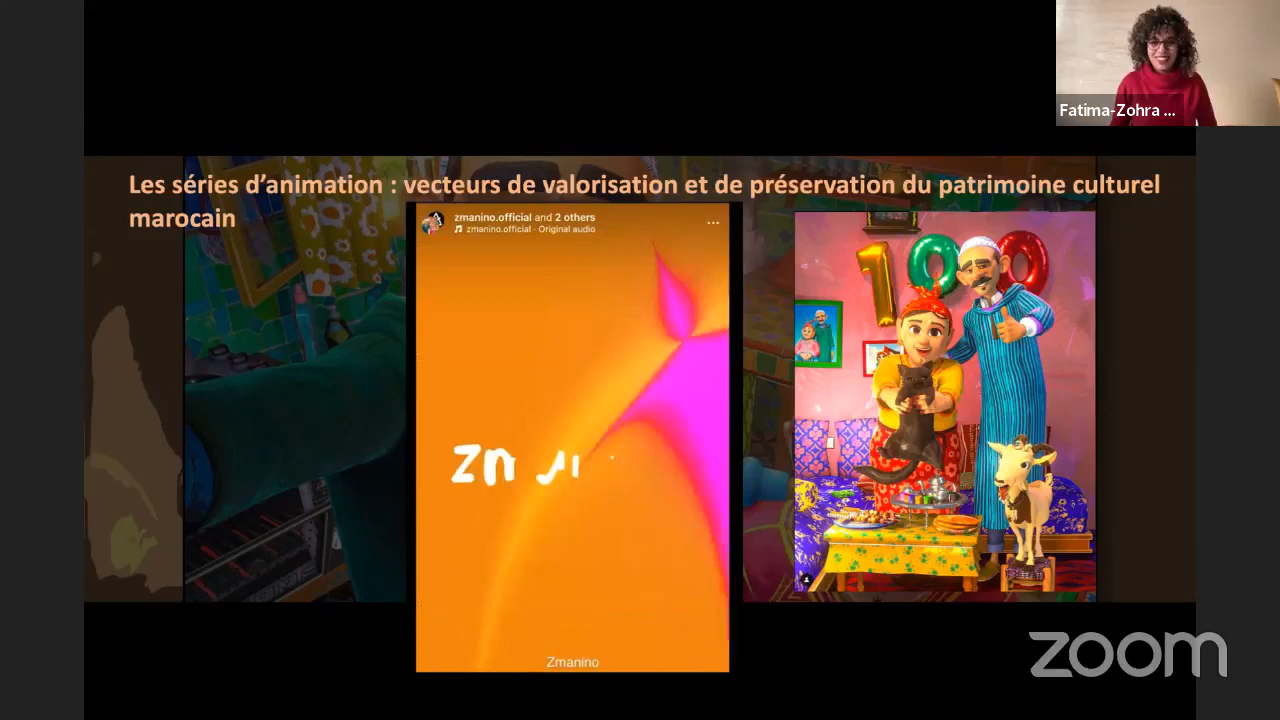 Fatima-Zohra ...
Les séries d'animation : vecteurs de valorisation et de préservation du patrimoine culturel
marocain
zmanino.official and 2 others
zmanino.official · Original audio
100
Zmanino
zoom